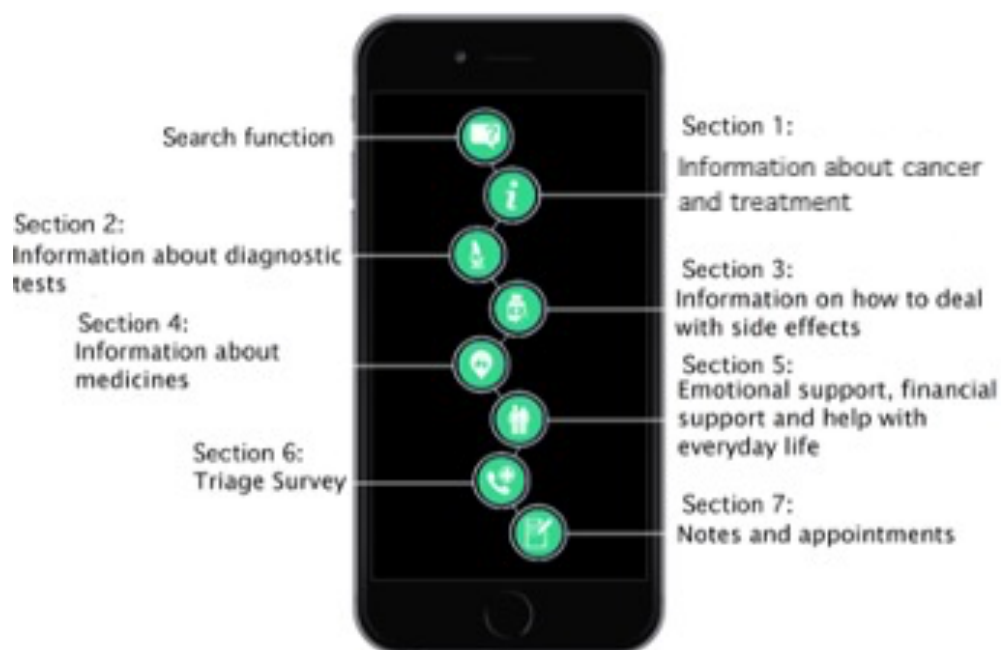 Search function
Section 1:
Information about cancer
and treatment
Section 2:
Information about diagnostic
tests
Section 3:
Information on how to deal
with side effects
Section 4:
Information about
medicines
Section 5:
Emotional support, financial
support and help with
everyday life
Section 6:
Triage Survey
Section 7:
Notes and appointments